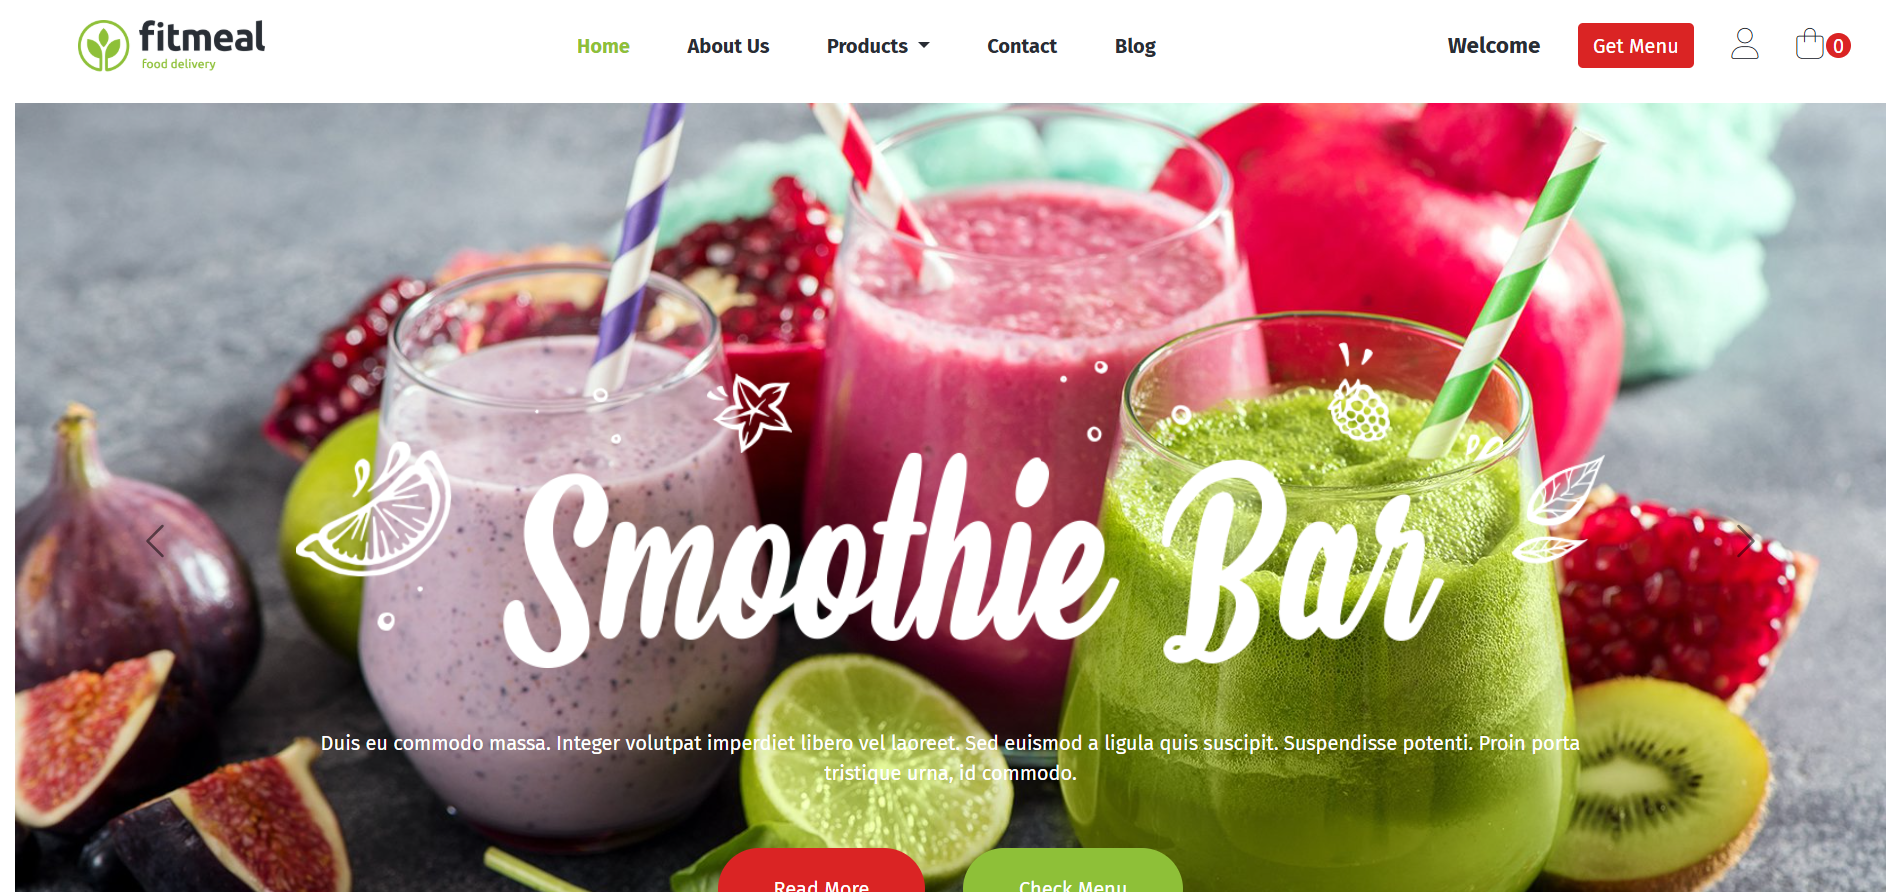 fitmeal
food delivery
Home
About Us
Products
Contact
Blog
Welcome
Get Menu
0
Smoothie Bar
Duis eu commodo massa. Integer volutpat imperdiet libero vel laoreet. Sed euismod a ligula quis suscipit. Suspendisse potenti. Proin porta
tristique urna, id commodo.
Read More
Check Menu